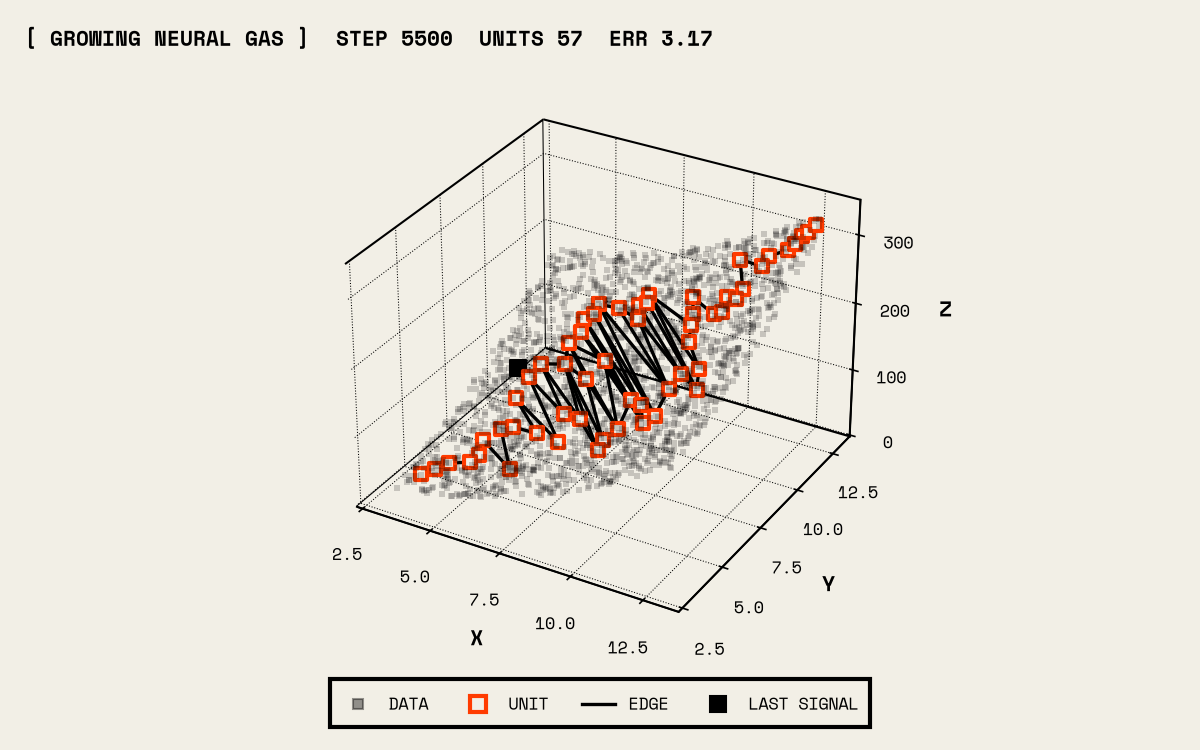 [ GROWING NEURAL GAS ]  STEP 5500  UNITS 57  ERR 3.17
300
200
Z
100
0
12.5
10.0
7.5
Y
5.0
2.5
2.5
5.0
7.5
10.0
12.5
X
DATA  UNIT  EDGE  LAST SIGNAL